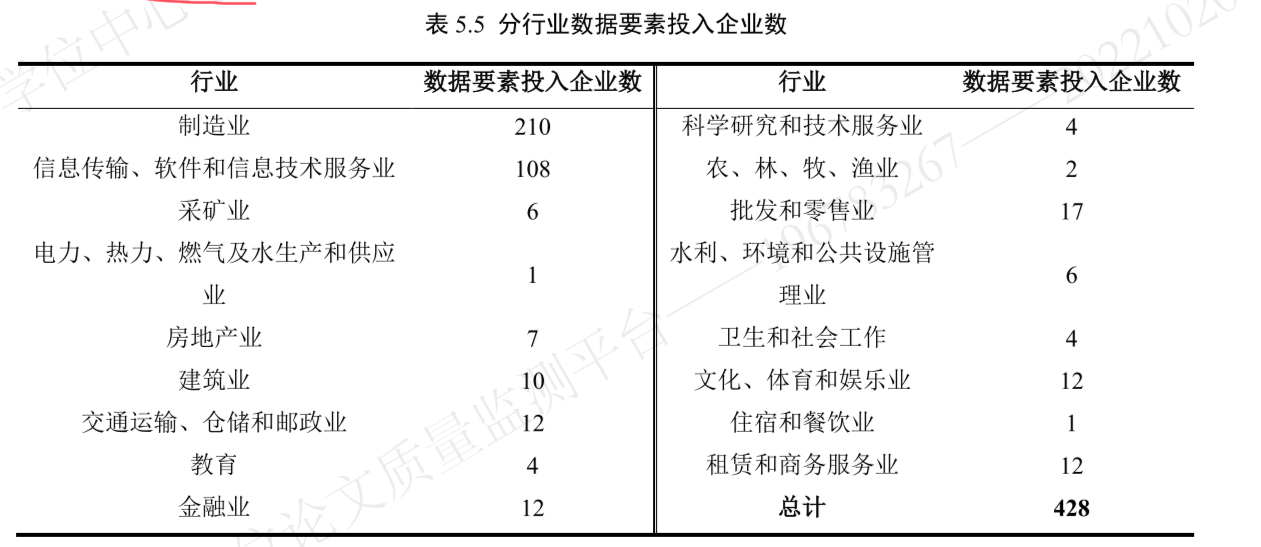 表 5.5 分行业数据要素投入企业数
行业 数据要素投入企业数 行业 数据要素投入企业数
制造业 210 科学研究和技术服务业 4
信息传输、软件和信息技术服务业 108 农、林、牧、渔业 2
采矿业 6 批发和零售业 17
电力、热力、燃气及水生产和供应
业 1 水利、环境和公共设施管
理业 6
房地产业 7 卫生和社会工作 4
建筑业 10 文化、体育和娱乐业 12
交通运输、仓储和邮政业 12 住宿和餐饮业 1
教育 4 租赁和商务服务业 12
金融业 12 总计 428
学位中心
论文质量监测平台——196783267——20221020